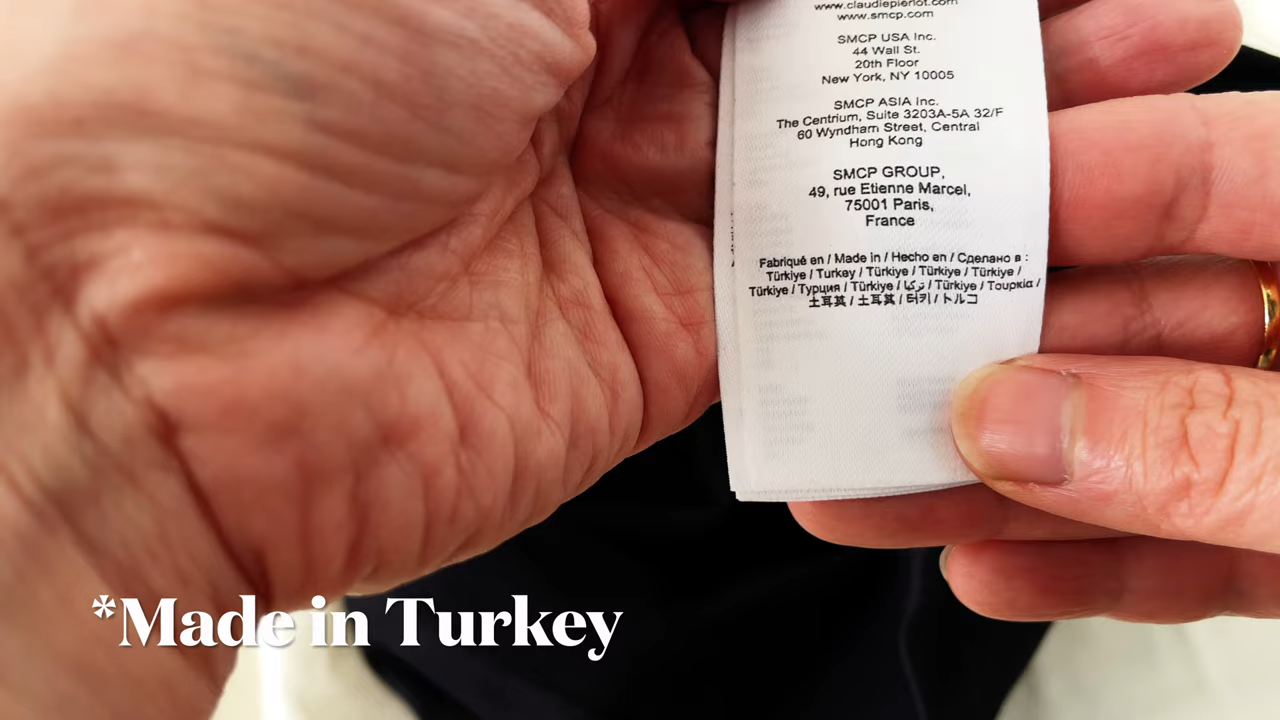 www.claudiepierlot.com
www.smcp.com
SMCP USA Inc.
44 Wall St.
20th Floor
New York, NY 10005
SMCP ASIA Inc.
The Centrium, Suite 3203A-5A 32/F
60 Wyndham Street, Central
Hong Kong
SMCP GROUP,
49, rue Etienne Marcel,
75001 Paris,
France
Fabriqué en / Made in / Hecho en / Сделано в :
Türkiye / Turkey / Türkiye / Türkiye / Türkiye /
Türkiye / Турция / Türkiye / تركيا / Türkiye / Τουρκία /
土耳其 / 土耳其 / 터키 / トルコ
*Made in Turkey